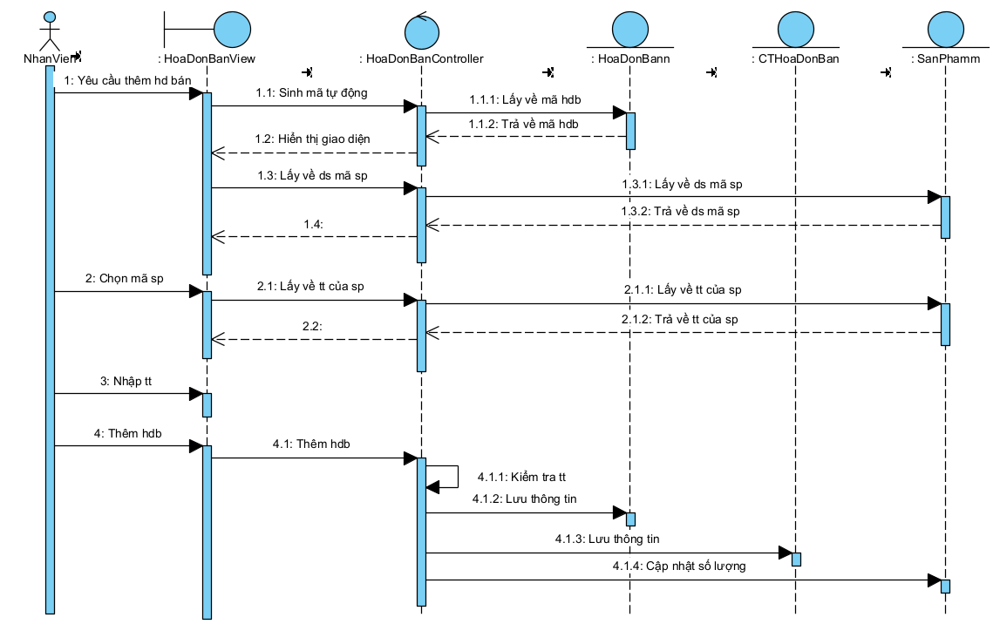 NhanVien
: HoaDonBanView
: HoaDonBanController
: HoaDonBann
: CTHoaDonBan
: SanPhamm
1: Yêu cầu thêm hd bán
1.1: Sinh mã tự động
1.1.1: Lấy về mã hdb
1.1.2: Trả về mã hdb
1.2: Hiển thị giao diện
1.3: Lấy về ds mã sp
1.3.1: Lấy về ds mã sp
1.3.2: Trả về ds mã sp
1.4:
2: Chọn mã sp
2.1: Lấy về tt của sp
2.1.1: Lấy về tt của sp
2.1.2: Trả về tt của sp
2.2:
3: Nhập tt
4: Thêm hdb
4.1: Thêm hdb
4.1.1: Kiểm tra tt
4.1.2: Lưu thông tin
4.1.3: Lưu thông tin
4.1.4: Cập nhật số lượng